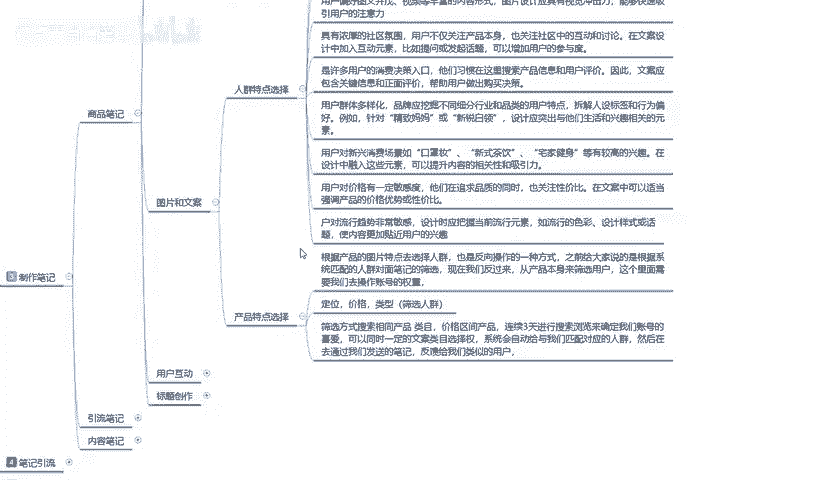 用户偏好图文并茂、视频等丰富的内容形式，图片设计应具有视觉冲击力，能够快速吸
引用户的注意力
具有浓厚的社区氛围，用户不仅关注产品本身，也关注社区中的互动和讨论。在文案设
计中加入互动元素，比如提问或发起话题，可以增加用户的参与度。
是许多用户的消费决策入口，他们习惯在这里搜索产品信息和用户评价。因此，文案应
包含关键信息和正面评价，帮助用户做出购买决策。
人群特点选择
用户群体多样化，品牌应挖掘不同细分行业和品类的用户特点，拆解人设标签和行为偏
好。例如，针对“精致妈妈”或“新锐白领”，设计应突出与他们生活和兴趣相关的元
素。
商品笔记
用户对新兴消费场景如“口罩妆”、“新式茶饮”、“宅家健身”等有较高的兴趣。在
设计中融入这些元素，可以提升内容的相关性和吸引力。
用户对价格有一定敏感度，他们在追求品质的同时，也关注性价比。在文案中可以适当
强调产品的价格优势或性价比。
图片和文案
户对流行趋势非常敏感，设计时应把握当前流行元素，如流行的色彩、设计样式或话
题，使内容更加贴近用户的兴趣
根据产品的图片特点去选择人群，也是反向操作的一种方式，之前给大家说的是根据系
统匹配的人群对面笔记的筛选，现在我们反过来，从产品本身来筛选用户，这个里面需
要我们去操作账号的权重，
3 制作笔记
定位，价格，类型（筛选人群）
产品特点选择
筛选方式搜索相同产品 类目，价格区间产品，连续3天进行搜索浏览来确定我们账号的
喜爱，可以同时一定的文案类目选择权，系统会自动给与我们匹配对应的人群，然后在
去通过我们发送的笔记，反馈给我们类似的用户，
用户互动
标题创作
引流笔记
内容笔记
4 笔记引流